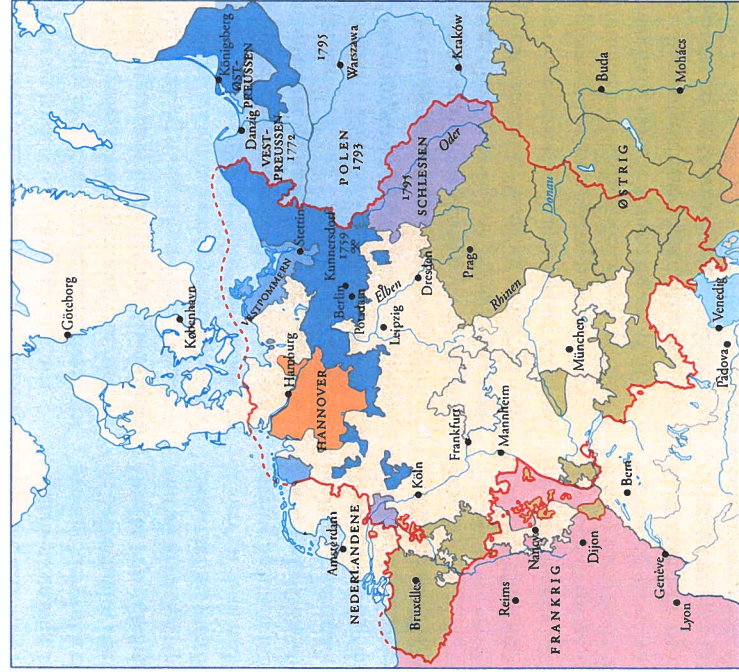 Göteborg
København
Königsberg
ØST-
PREUSSEN
Danzig
VEST-
PREUSSEN
1772
1795
Warszawa
POLEN
1793
Kraków
VESTPOMMERN
Stettin
Kunnersdorf
1759
Berlin
Potsdam
Elben
Leipzig
Dresden
SCHLESIEN
Oder
Prag
Hambourg
HANNOVER
Amsterdam
NEDERLANDENE
Bruxelles
Köln
Frankfurt
Mannheim
Rhinen
Donau
München
ØSTRIG
Buda
Mohács
Venedig
Padova
Bern
Genève
Lyon
Reims
Nancy
Dijon
FRANKRIG